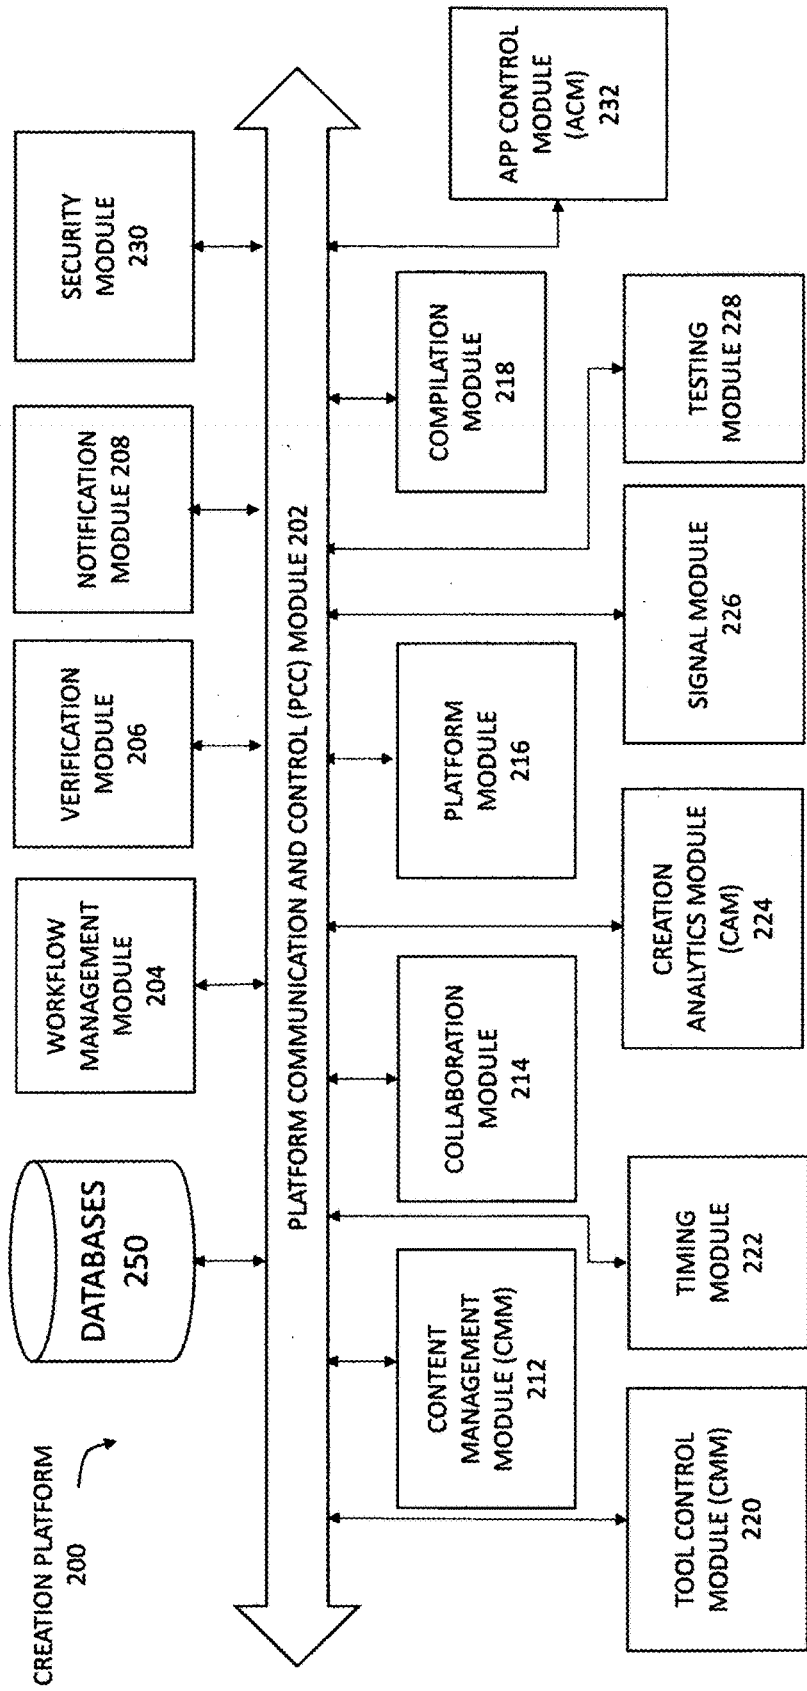 CREATION PLATFORM
200
DATABASES
250
WORKFLOW
MANAGEMENT
MODULE
204
VERIFICATION
MODULE
206
NOTIFICATION
MODULE 208
SECURITY
MODULE
230
PLATFORM COMMUNICATION AND CONTROL (PCC) MODULE 202
CONTENT
MANAGEMENT
MODULE (CMM)
212
COLLABORATION
MODULE
214
PLATFORM
MODULE
216
COMPILATION
MODULE
218
APP CONTROL
MODULE
(ACM)
232
TOOL CONTROL
MODULE (CMM)
220
TIMING
MODULE
222
CREATION
ANALYTICS MODULE
(CAM)
224
SIGNAL MODULE
226
TESTING
MODULE 228